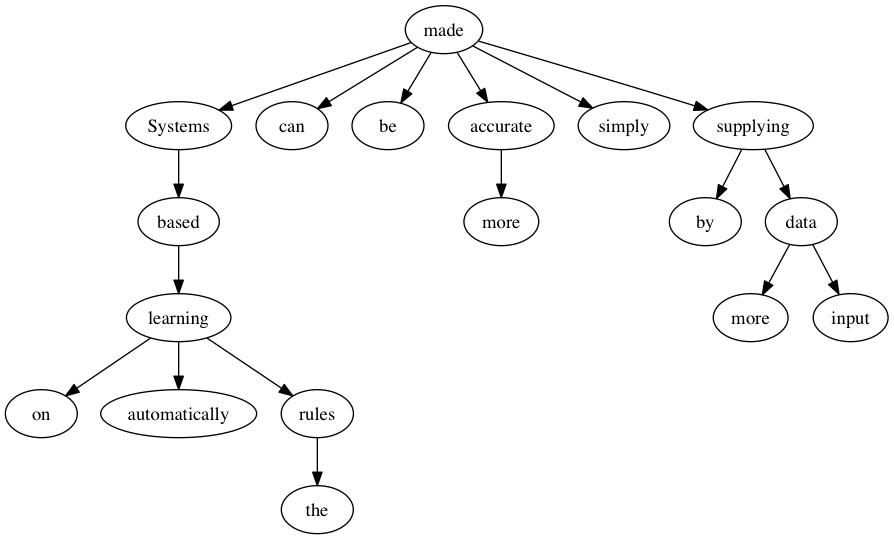 made
Systems can be accurate simply supplying
based more by data
learning more input
on automatically rules
the